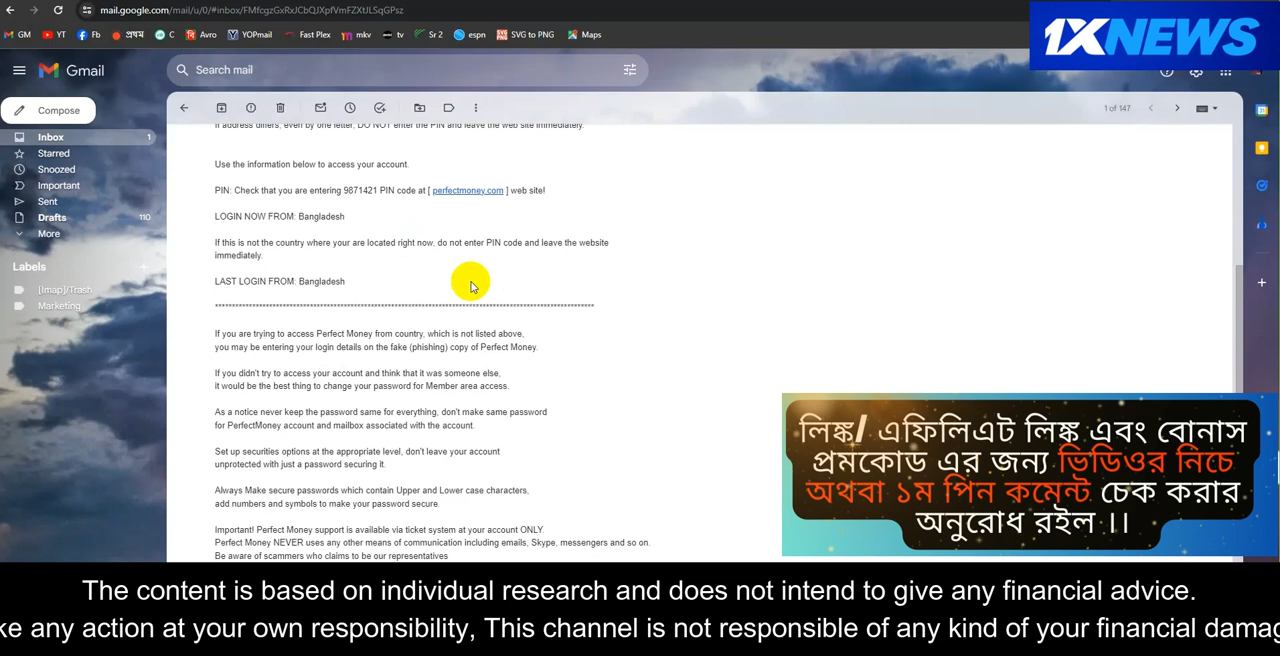 mail.google.com/mail/u/0/#inbox/FMfcgzGxRxJCbQJXpfVmFZXtJLSqGPsz
GM YT Fb প্রথম C Avro YOPmail Fast Plex mkv tv Sr 2 espn SVG to PNG Maps
1XNEWS
Gmail
Search mail
Compose
1 of 147
Inbox 1
Starred
Snoozed
Important
Sent
Drafts 110
More
Labels
[Imap]/Trash
Marketing
If address differs, even by one letter, DO NOT enter the PIN and leave the web site immediately.
Use the information below to access your account.
PIN: Check that you are entering 9871421 PIN code at [ perfectmoney.com ] web site!
LOGIN NOW FROM: Bangladesh
If this is not the country where your are located right now, do not enter PIN code and leave the website
immediately.
LAST LOGIN FROM: Bangladesh
If you are trying to access Perfect Money from country, which is not listed above,
you may be entering your login details on the fake (phishing) copy of Perfect Money.
If you didn't try to access your account and think that it was someone else,
it would be the best thing to change your password for Member area access.
As a notice never keep the password same for everything, don't make same password
for PerfectMoney account and mailbox associated with the account.
Set up securities options at the appropriate level, don't leave your account
unprotected with just a password securing it.
Always Make secure passwords which contain Upper and Lower case characters,
add numbers and symbols to make your password secure.
Important! Perfect Money support is available via ticket system at your account ONLY.
Perfect Money NEVER uses any other means of communication including emails, Skype, messengers and so on.
Be aware of scammers who claims to be our representatives
লিঙ্ক/ এফিলিএট লিঙ্ক এবং বোনাস
প্রমকোড এর জন্য ভিডিওর নিচে
অথবা ১ম পিন কমেন্ট চেক করার
অনুরোধ রইল ।।
The content is based on individual research and does not intend to give any financial advice.
ke any action at your own responsibility, This channel is not responsible of any kind of your financial damag